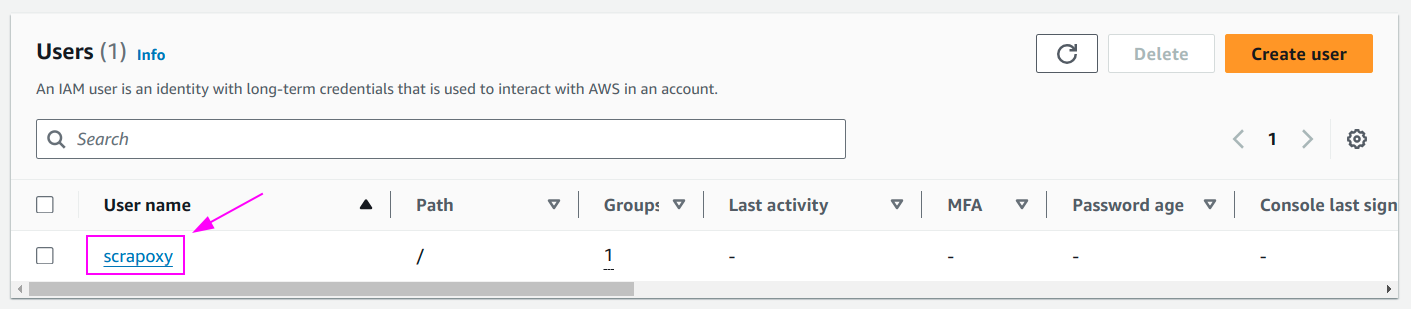 Users (1) Info
Delete
Create user
An IAM user is an identity with long-term credentials that is used to interact with AWS in an account.
Search
1
User name Path Groups Last activity MFA Password age Console last sign
scrapoxy / 1 - - - -